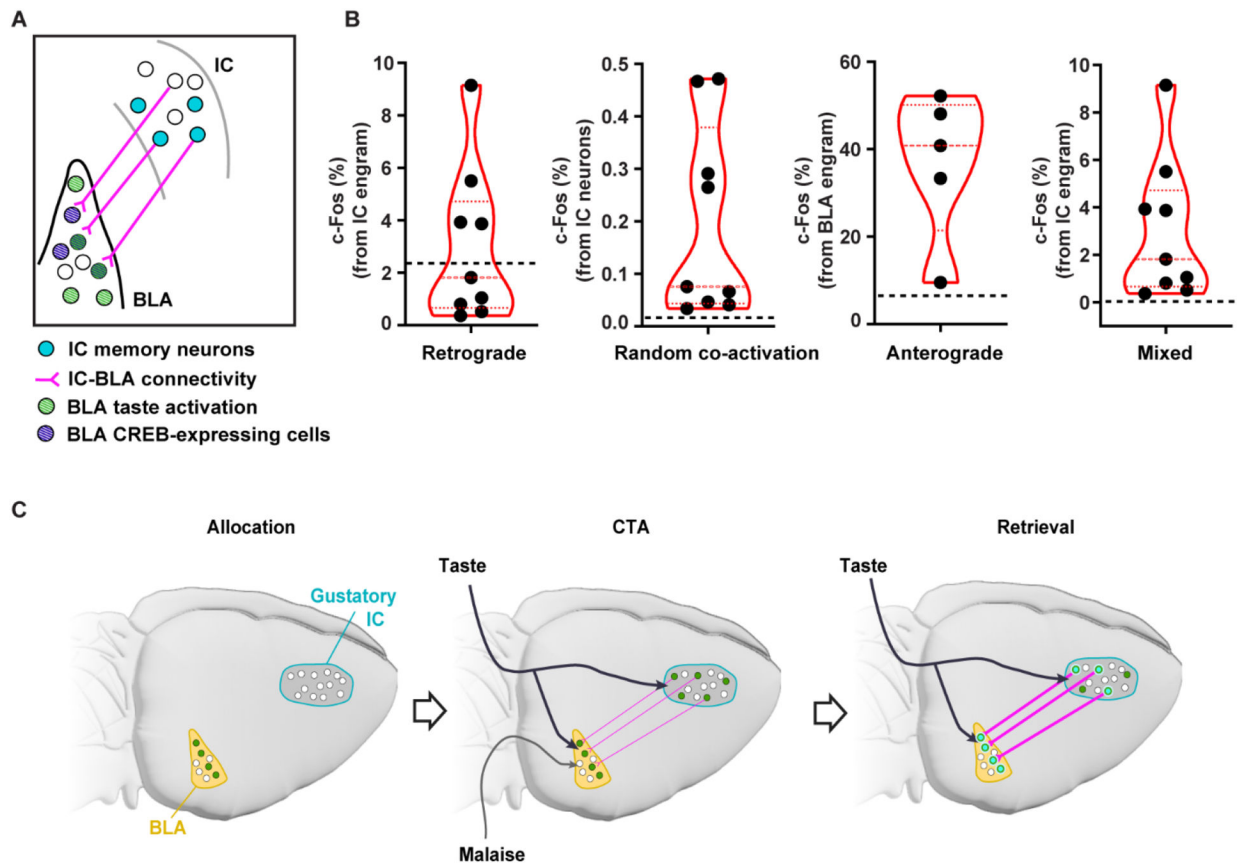 A
IC
BLA
IC memory neurons
IC-BLA connectivity
BLA taste activation
BLA CREB-expressing cells
B
c-Fos (%)
(from IC engram)
10
8
6
4
2
0
Retrograde
c-Fos (%)
(from IC neurons)
0.5
0.4
0.3
0.2
0.1
0.0
Random co-activation
c-Fos (%)
(from BLA engram)
60
40
20
0
Anterograde
c-Fos (%)
(from IC engram)
10
8
6
4
2
0
Mixed
C
Allocation
Gustatory
IC
BLA
CTA
Taste
Malaise
Retrieval
Taste